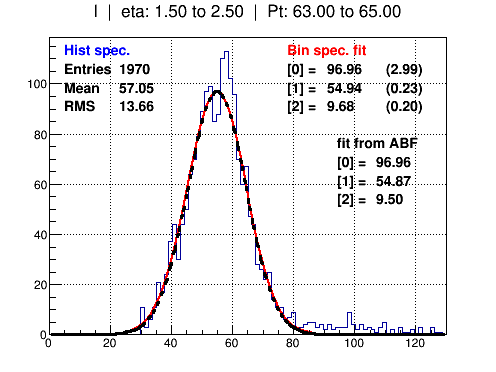 I | eta: 1.50 to 2.50 | Pt: 63.00 to 65.00
Hist spec.
Entries 1970
Mean 57.05
RMS 13.66
Bin spec. fit
[0] = 96.96 (2.99)
[1] = 54.94 (0.23)
[2] = 9.68 (0.20)
fit from ABF
[0] = 96.96
[1] = 54.87
[2] = 9.50
100
80
60
40
20
0
0 20 40 60 80 100 120